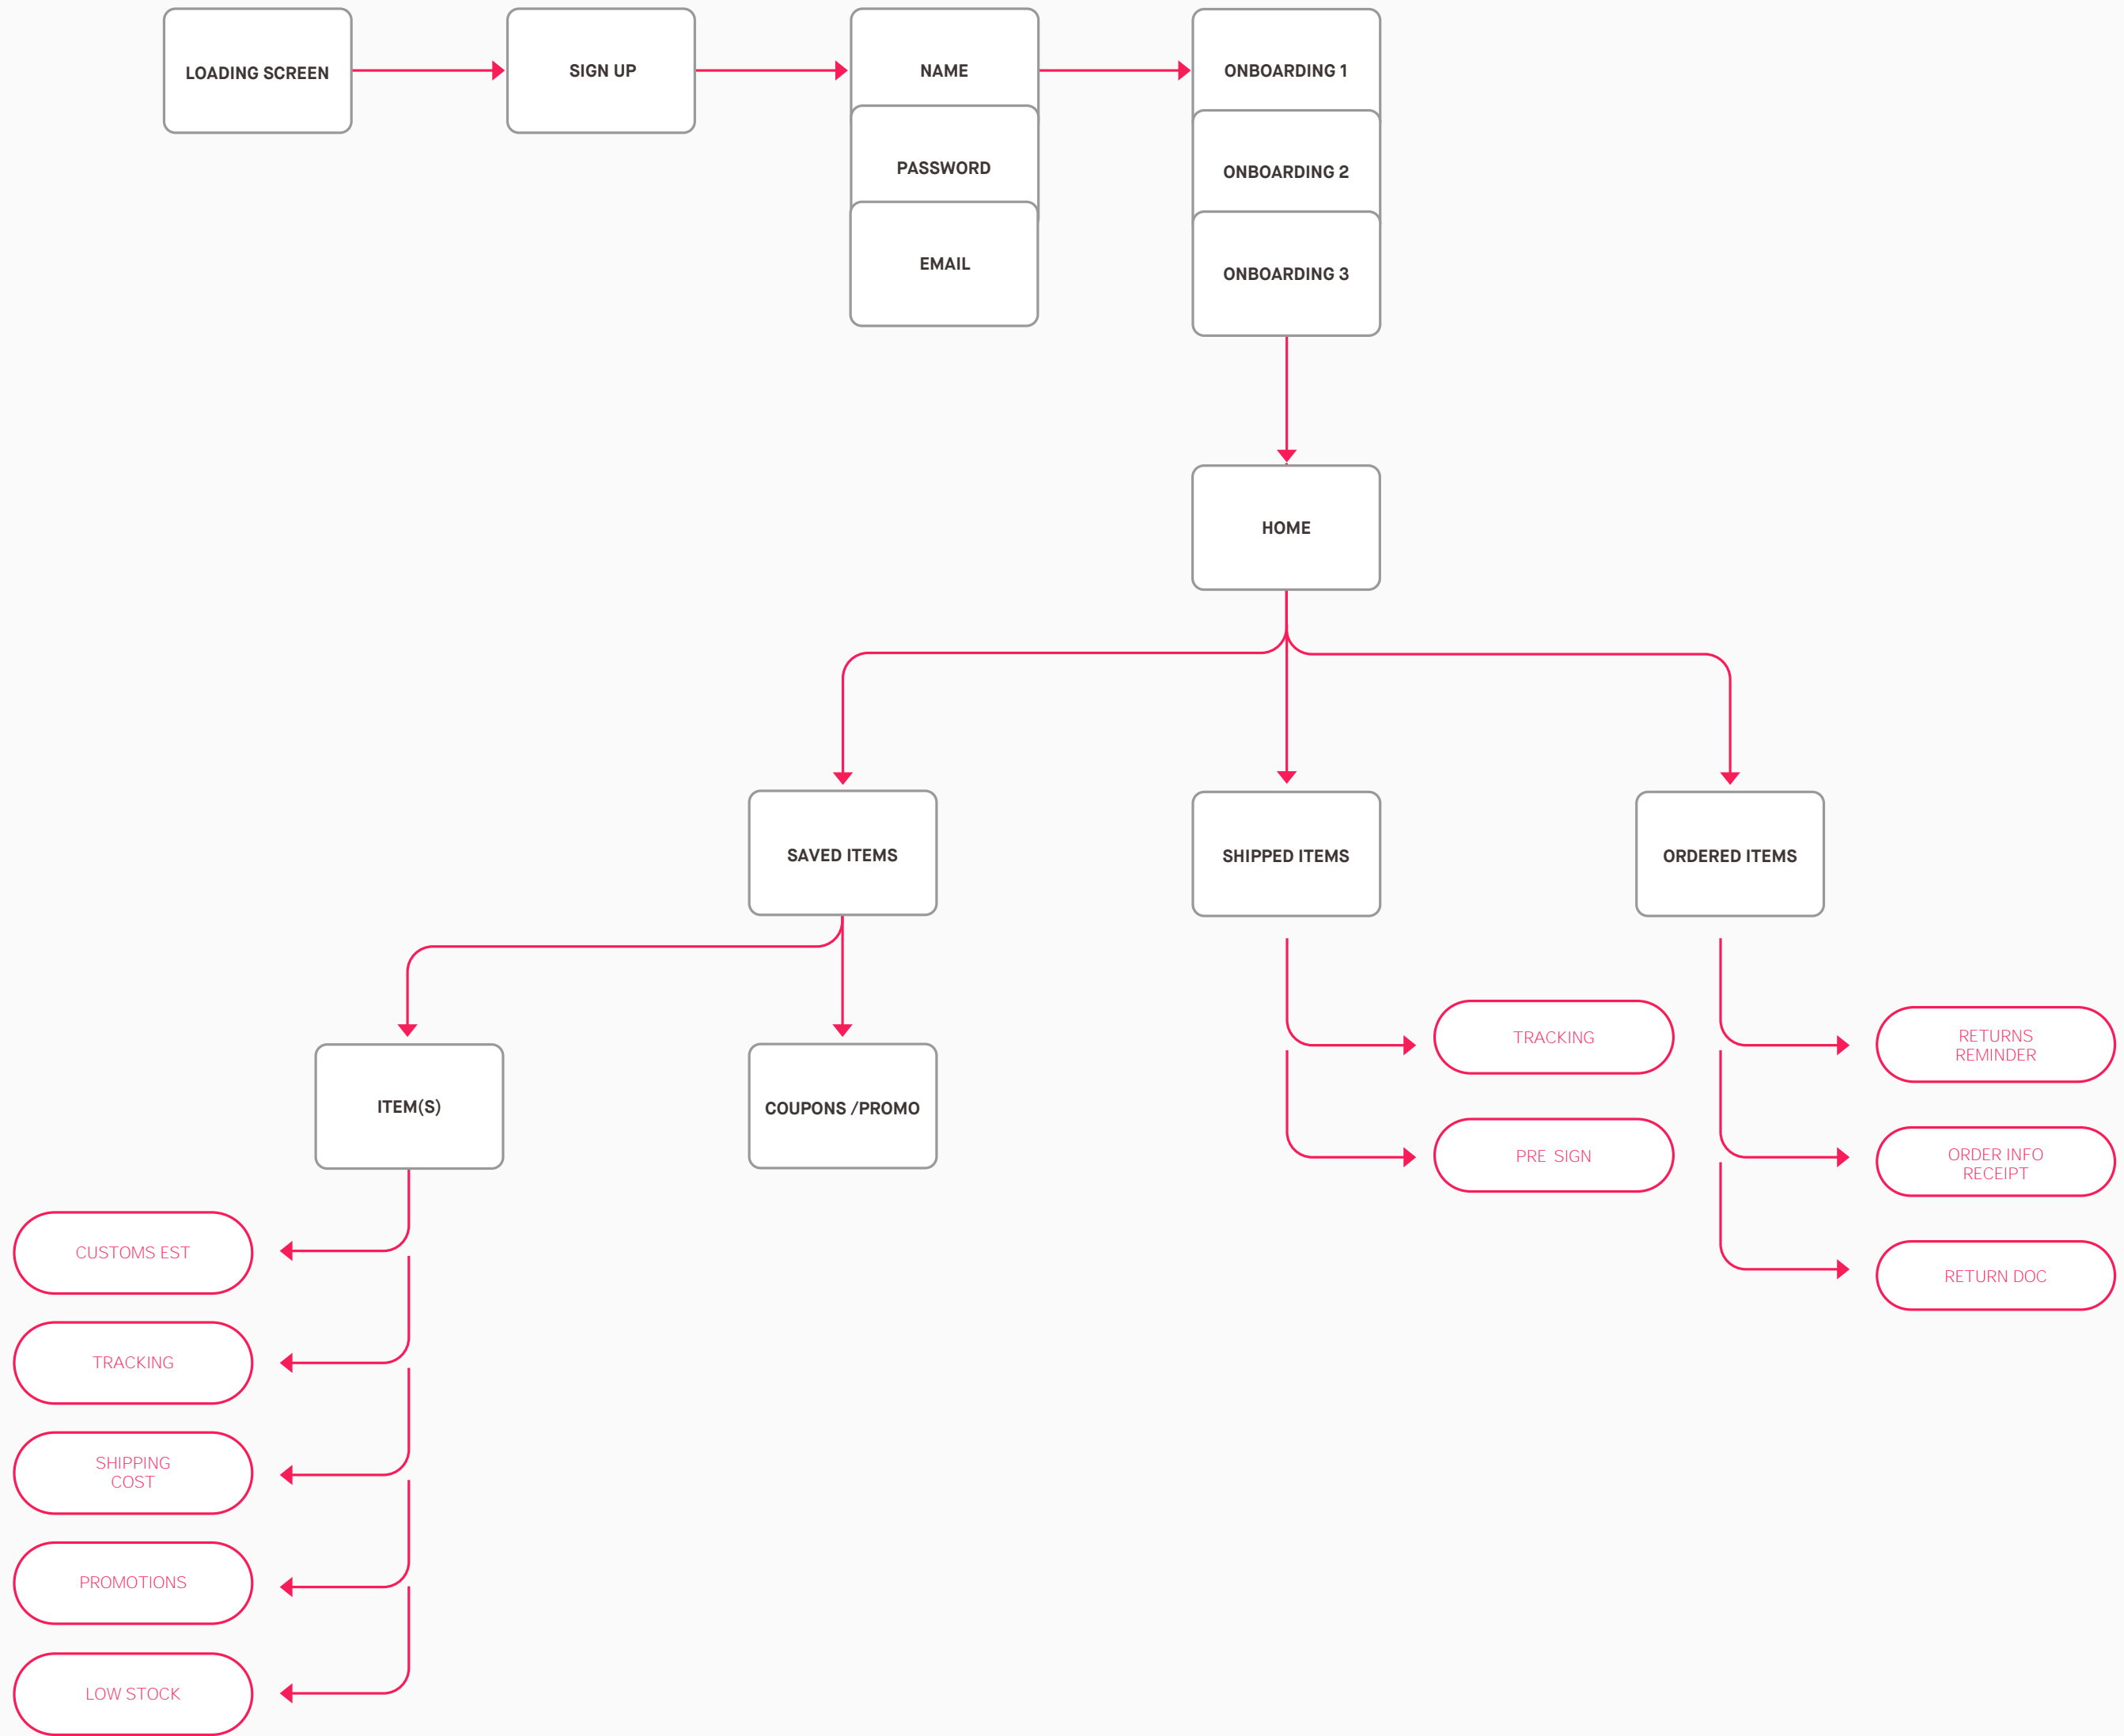 LOADING SCREEN
SIGN UP
NAME
PASSWORD
EMAIL
ONBOARDING 1
ONBOARDING 2
ONBOARDING 3
HOME
SAVED ITEMS
SHIPPED ITEMS
ORDERED ITEMS
ITEM(S)
COUPONS /PROMO
CUSTOMS EST
TRACKING
SHIPPING
COST
PROMOTIONS
LOW STOCK
TRACKING
PRE SIGN
RETURNS
REMINDER
ORDER INFO
RECEIPT
RETURN DOC